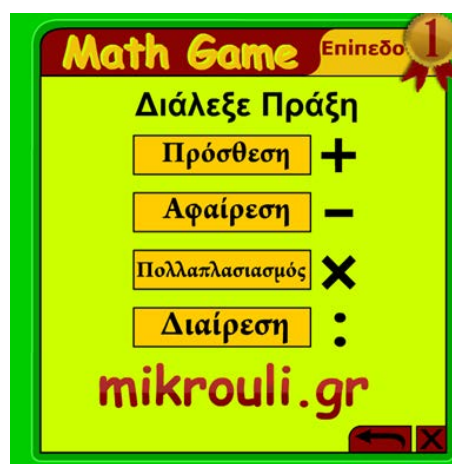 Math Game Επίπεδο 1
Διάλεξε Πράξη
Πρόσθεση +
Αφαίρεση −
Πολλαπλασιασμός ×
Διαίρεση :
mikrouli.gr
X